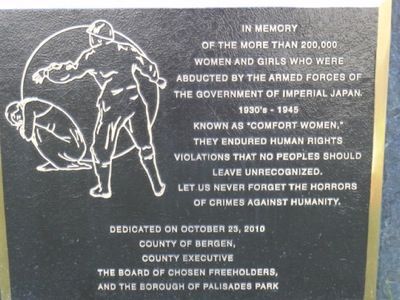 IN MEMORY
OF THE MORE THAN 200,000
WOMEN AND GIRLS WHO WERE
ABDUCTED BY THE ARMED FORCES OF
THE GOVERNMENT OF IMPERIAL JAPAN.
1930's - 1945
KNOWN AS "COMFORT WOMEN,"
THEY ENDURED HUMAN RIGHTS
VIOLATIONS THAT NO PEOPLES SHOULD
LEAVE UNRECOGNIZED.
LET US NEVER FORGET THE HORRORS
OF CRIMES AGAINST HUMANITY.
DEDICATED ON OCTOBER 23, 2010
COUNTY OF BERGEN,
COUNTY EXECUTIVE
THE BOARD OF CHOSEN FREEHOLDERS,
AND THE BOROUGH OF PALISADES PARK